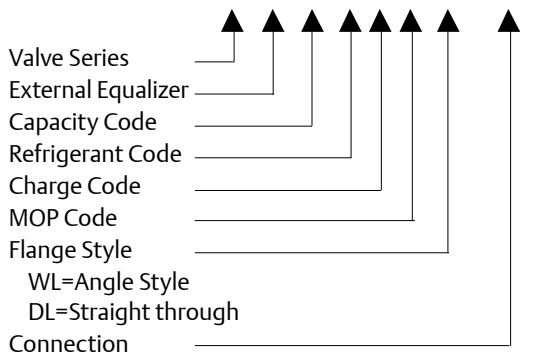 Valve Series
External Equalizer
Capacity Code
Refrigerant Code
Charge Code
MOP Code
Flange Style
WL=Angle Style
DL=Straight through
Connection